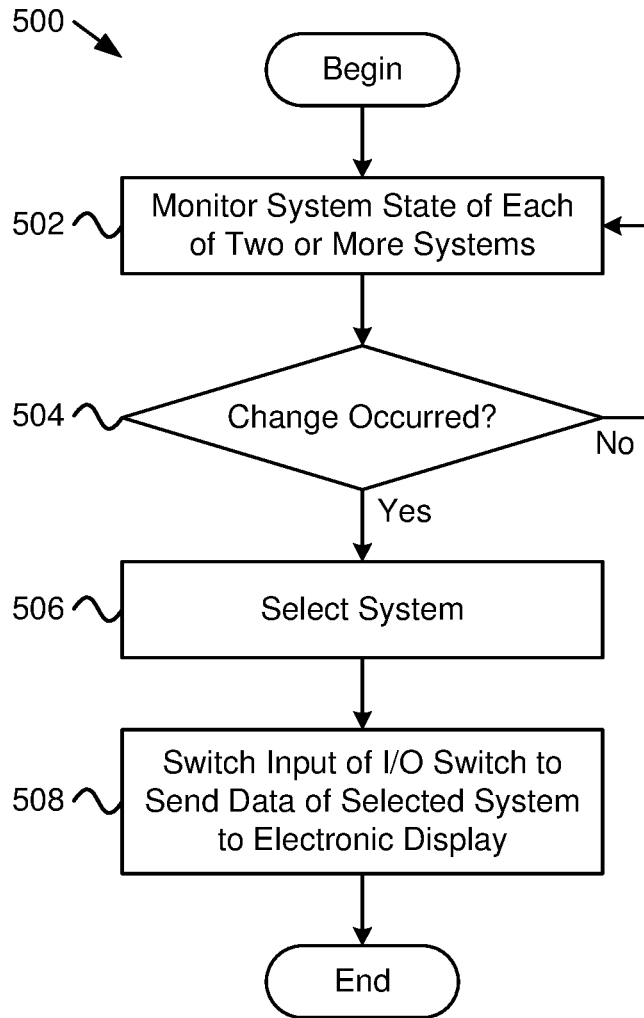 500
Begin
502
Monitor System State of Each
of Two or More Systems
504
Change Occurred?
No
Yes
506
Select System
508
Switch Input of I/O Switch to
Send Data of Selected System
to Electronic Display
End